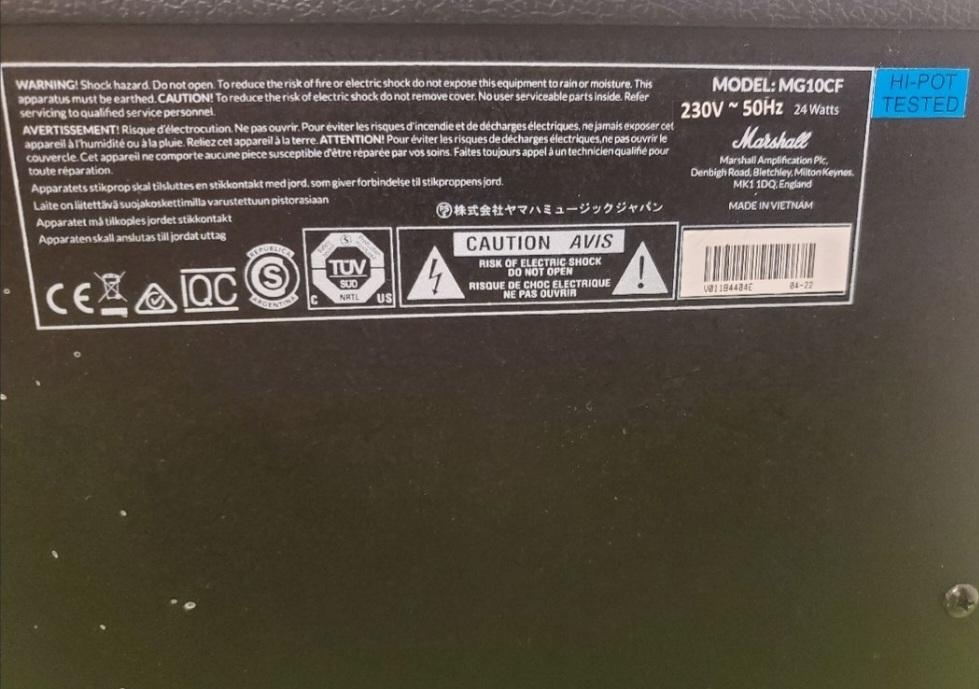 WARNING! Shock hazard. Do not open. To reduce the risk of fire or electric shock do not expose this equipment to rain or moisture. This
apparatus must be earthed. CAUTION! To reduce the risk of electric shock do not remove cover. No user serviceable parts inside. Refer
servicing to qualified service personnel.
AVERTISSEMENT! Risque d'électrocution. Ne pas ouvrir. Pour éviter les risques d'incendie et de décharges électriques, ne jamais exposer cet
appareil à l'humidité ou à la pluie. Reliez cet appareil à la terre. ATTENTION! Pour éviter les risques de décharges électriques, ne pas ouvrir le
couvercle. Cet appareil ne comporte aucune piece susceptible d'être réparée par vos soins. Faites toujours appel à un technicien qualifié pour
toute réparation.
Apparatets stikprop skal tilsluttes en stikkontakt med jord, som giver forbindelse til stikproppens jord.
Laite on liitettävä suojakoskettimilla varustettuun pistorasiaan
Apparatet må tilkoples jordet stikkontakt
Apparaten skall anslutas till jordat uttag
株式会社ヤマハミュージックジャパン
MODEL: MG10CF
230V ~ 50Hz 24 Watts
Marshall
Marshall Amplification Plc,
Denbigh Road, Bletchley, Milton Keynes,
MK1 1DQ, England
MADE IN VIETNAM
HI-POT
TESTED
CE
QC
REPUBLICA
S
ARGENTINA
TÜV
SÜD
C NRTL US
CAUTION AVIS
RISK OF ELECTRIC SHOCK
DO NOT OPEN
RISQUE DE CHOC ELECTRIQUE
NE PAS OUVRIR
04-22